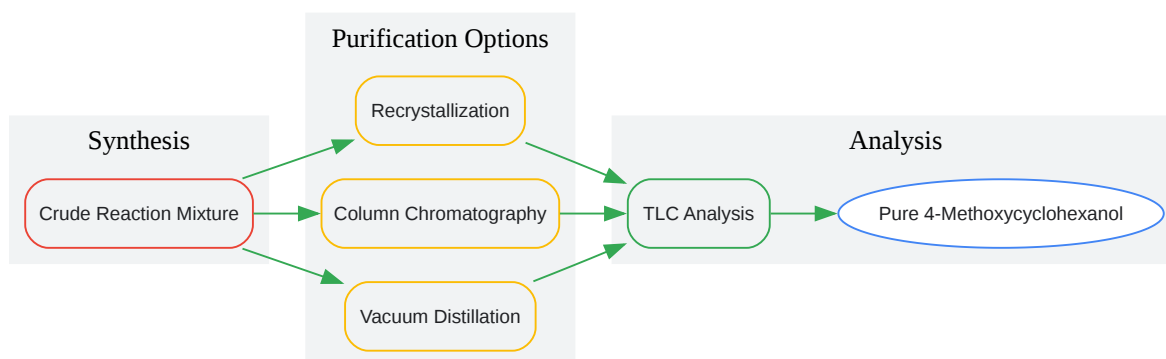 Purification Options
Recrystallization
Synthesis
Analysis
Crude Reaction Mixture
Column Chromatography
TLC Analysis
Pure 4-Methoxycyclohexanol
Vacuum Distillation